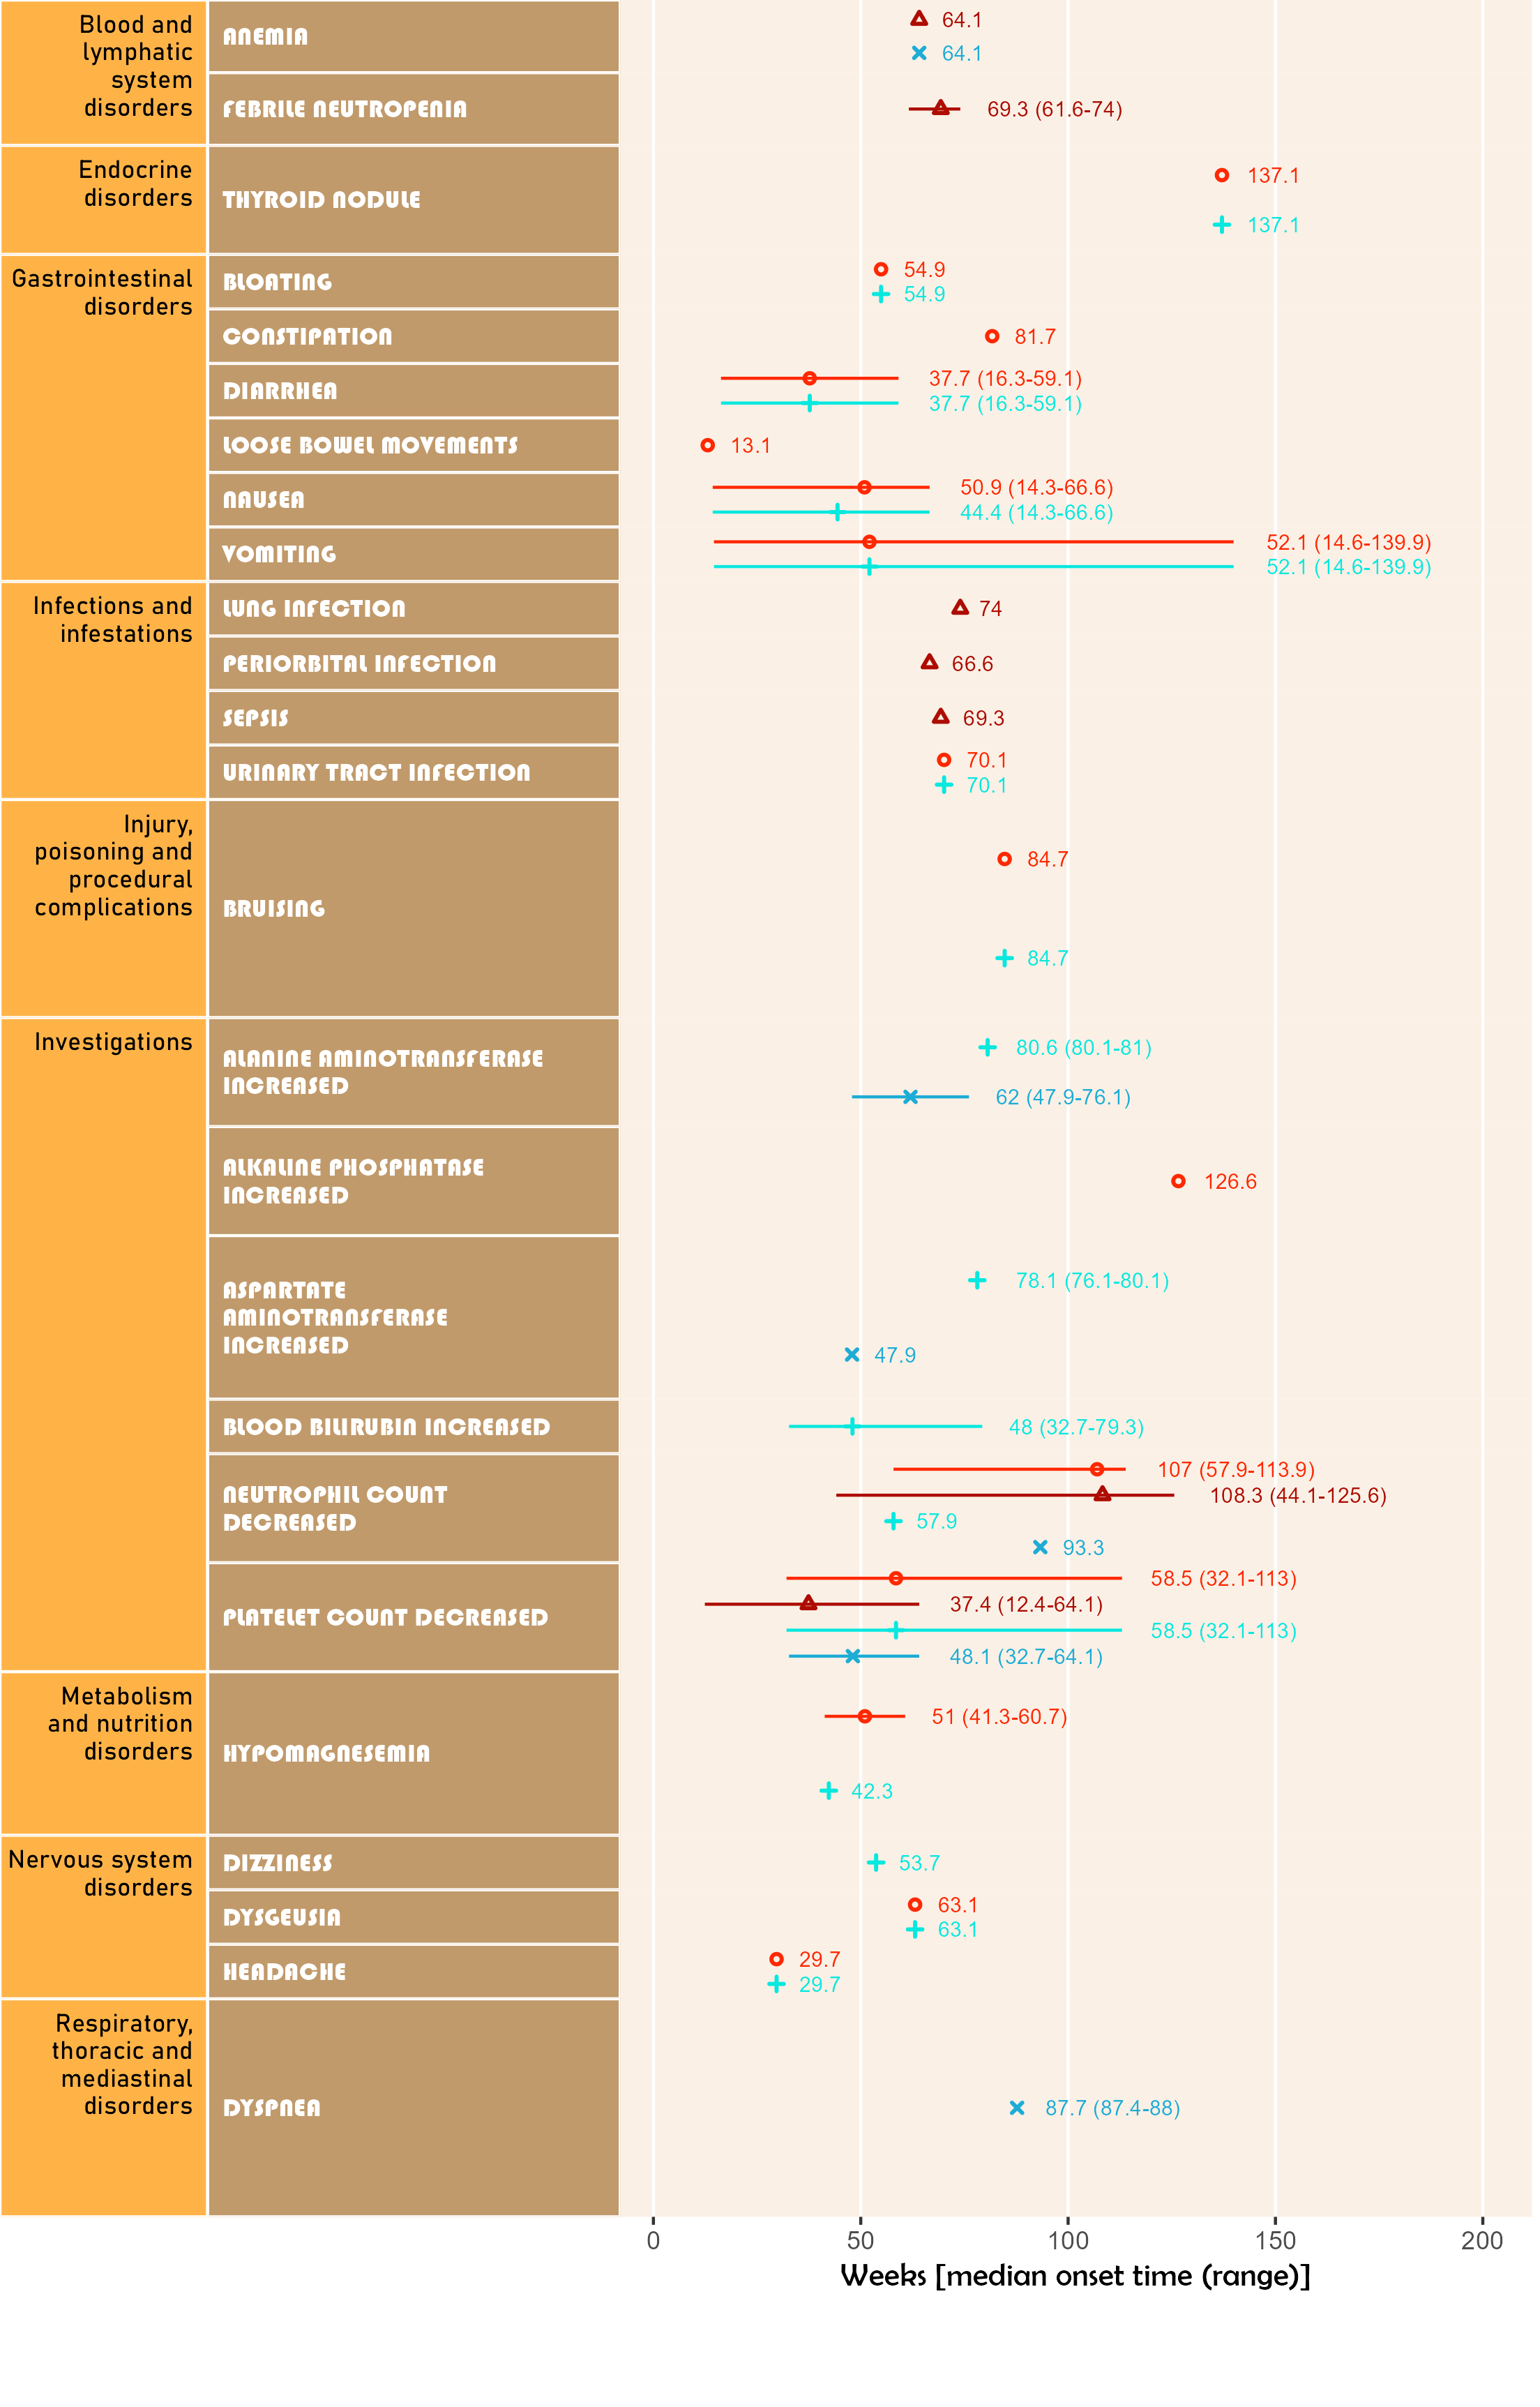 Blood and
lymphatic
system
disorders
ANEMIA
64.1
64.1
FEBRILE NEUTROPENIA
69.3 (61.6-74)
Endocrine
disorders
THYROID NODULE
137.1
137.1
Gastrointestinal
disorders
BLOATING
54.9
54.9
CONSTIPATION
81.7
DIARRHEA
37.7 (16.3-59.1)
37.7 (16.3-59.1)
LOOSE BOWEL MOVEMENTS
13.1
NAUSEA
50.9 (14.3-66.6)
44.4 (14.3-66.6)
VOMITING
52.1 (14.6-139.9)
52.1 (14.6-139.9)
Infections and
infestations
LUNG INFECTION
74
PERIORBITAL INFECTION
66.6
SEPSIS
69.3
URINARY TRACT INFECTION
70.1
70.1
Injury,
poisoning and
procedural
complications
BRUISING
84.7
84.7
Investigations
ALANINE AMINOTRANSFERASE
INCREASED
80.6 (80.1-81)
62 (47.9-76.1)
ALKALINE PHOSPHATASE
INCREASED
126.6
ASPARTATE
AMINOTRANSFERASE
INCREASED
78.1 (76.1-80.1)
47.9
BLOOD BILIRUBIN INCREASED
48 (32.7-79.3)
NEUTROPHIL COUNT
DECREASED
107 (57.9-113.9)
108.3 (44.1-125.6)
57.9
93.3
PLATELET COUNT DECREASED
58.5 (32.1-113)
37.4 (12.4-64.1)
58.5 (32.1-113)
48.1 (32.7-64.1)
Metabolism
and nutrition
disorders
HYPOMAGNESEMIA
51 (41.3-60.7)
42.3
Nervous system
disorders
DIZZINESS
53.7
DYSGEUSIA
63.1
63.1
HEADACHE
29.7
29.7
Respiratory,
thoracic and
mediastinal
disorders
DYSPNEA
87.7 (87.4-88)
0 50 100 150 200
Weeks [median onset time (range)]